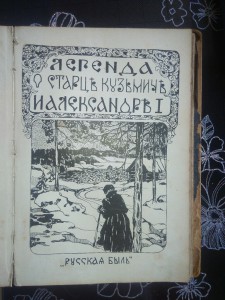 ЛЕГЕНДА
О СТАРЦѢ КУЗЬМИЧѢ
И АЛЕКСАНДРѢ I
„РУССКАЯ БЫЛЬ"